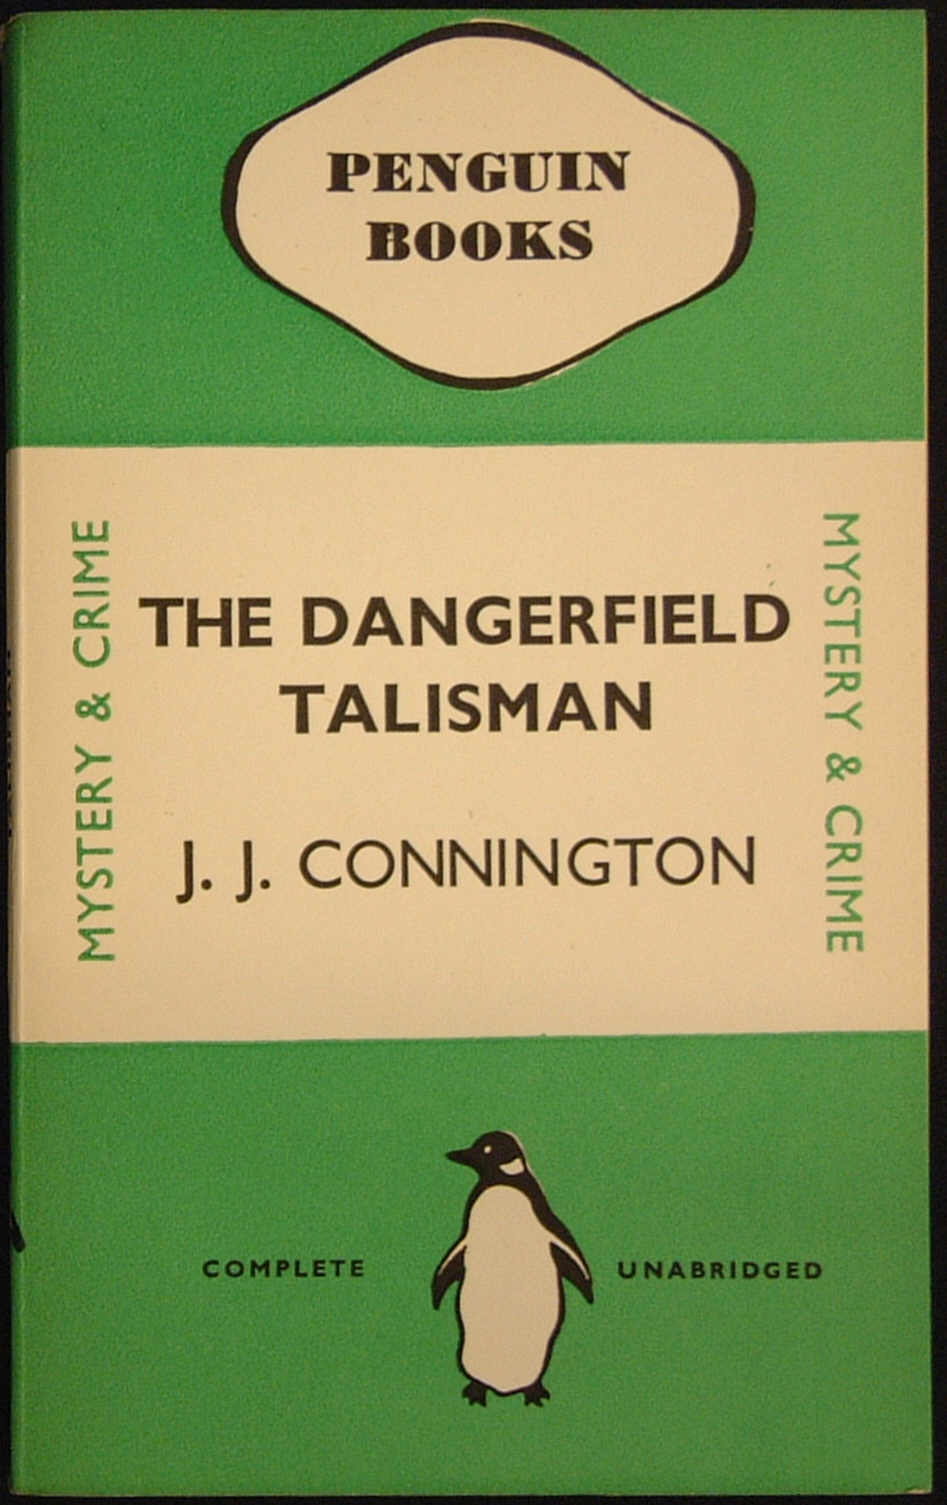 PENGUIN
BOOKS
MYSTERY & CRIME
THE DANGERFIELD
TALISMAN
J. J. CONNINGTON
MYSTERY & CRIME
COMPLETE
UNABRIDGED